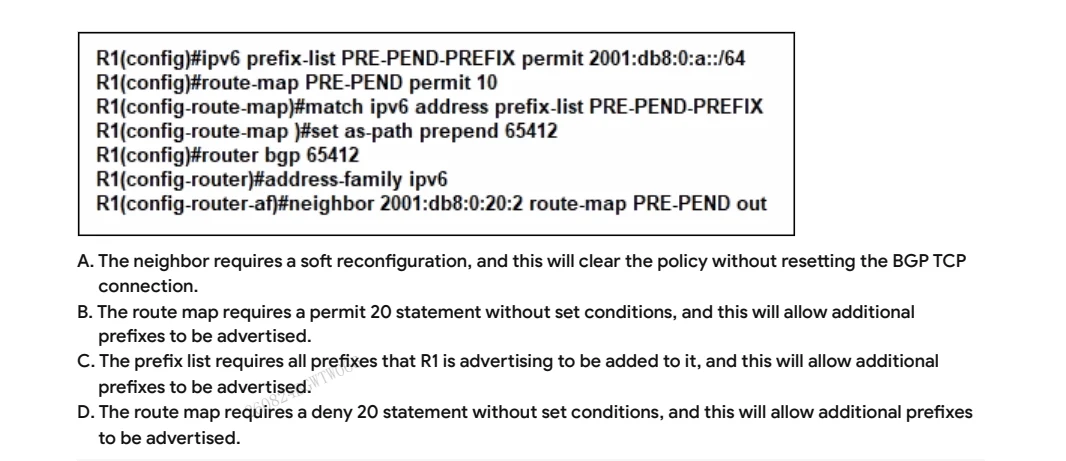 R1(config)#ipv6 prefix-list PRE-PEND-PREFIX permit 2001:db8:0:a::/64
R1(config)#route-map PRE-PEND permit 10
R1(config-route-map)#match ipv6 address prefix-list PRE-PEND-PREFIX
R1(config-route-map )#set as-path prepend 65412
R1(config)#router bgp 65412
R1(config-router)#address-family ipv6
R1(config-router-af)#neighbor 2001:db8:0:20:2 route-map PRE-PEND out
A. The neighbor requires a soft reconfiguration, and this will clear the policy without resetting the BGP TCP
connection.
B. The route map requires a permit 20 statement without set conditions, and this will allow additional
prefixes to be advertised.
C. The prefix list requires all prefixes that R1 is advertising to be added to it, and this will allow additional
prefixes to be advertised.
D. The route map requires a deny 20 statement without set conditions, and this will allow additional prefixes
to be advertised.